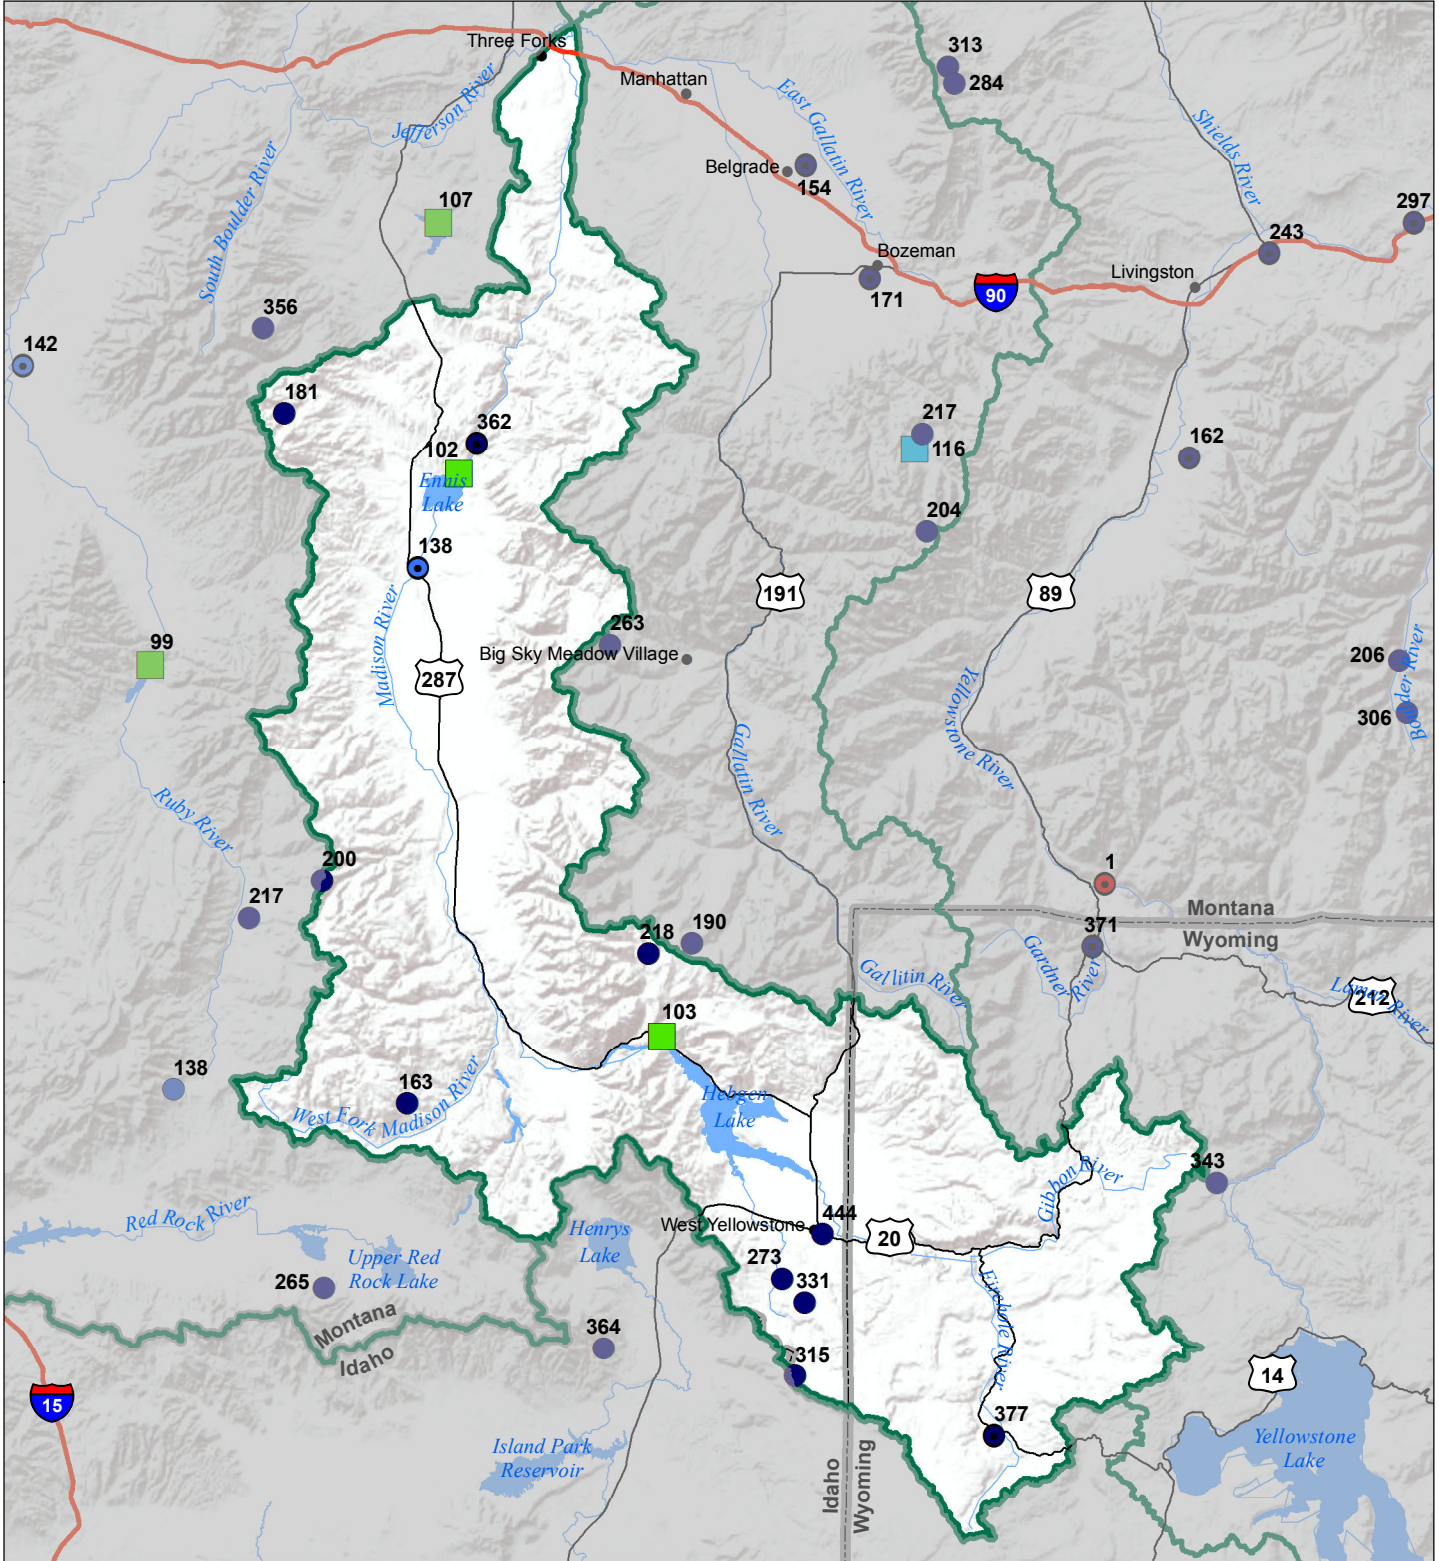 Three Forks
313
284
Manhattan
Jefferson River
East Gallatin River
Shields River
Belgrade
154
South Boulder River
107
297
243
Bozeman
Livingston
171
90
356
142
181
362
217
116
162
102
Ennis
Lake
204
138
191
89
Madison River
263
Big Sky Meadow Village
99
287
206
306
Boulder River
Yellowstone River
Gallatin River
Ruby River
200
217
1
Montana
Wyoming
371
218
190
Gallitin River
Gardner
River
212
Lamar River
103
138
163
West Fork Madison River
Hebgen
Lake
343
Gibbon River
Red Rock River
West Yellowstone
444
20
Henrys
Lake
Upper Red
Rock Lake
265
273
331
Firehole River
Montana
Idaho
364
315
14
15
377
Island Park
Reservoir
Yellowstone
Lake
Idaho
Wyoming